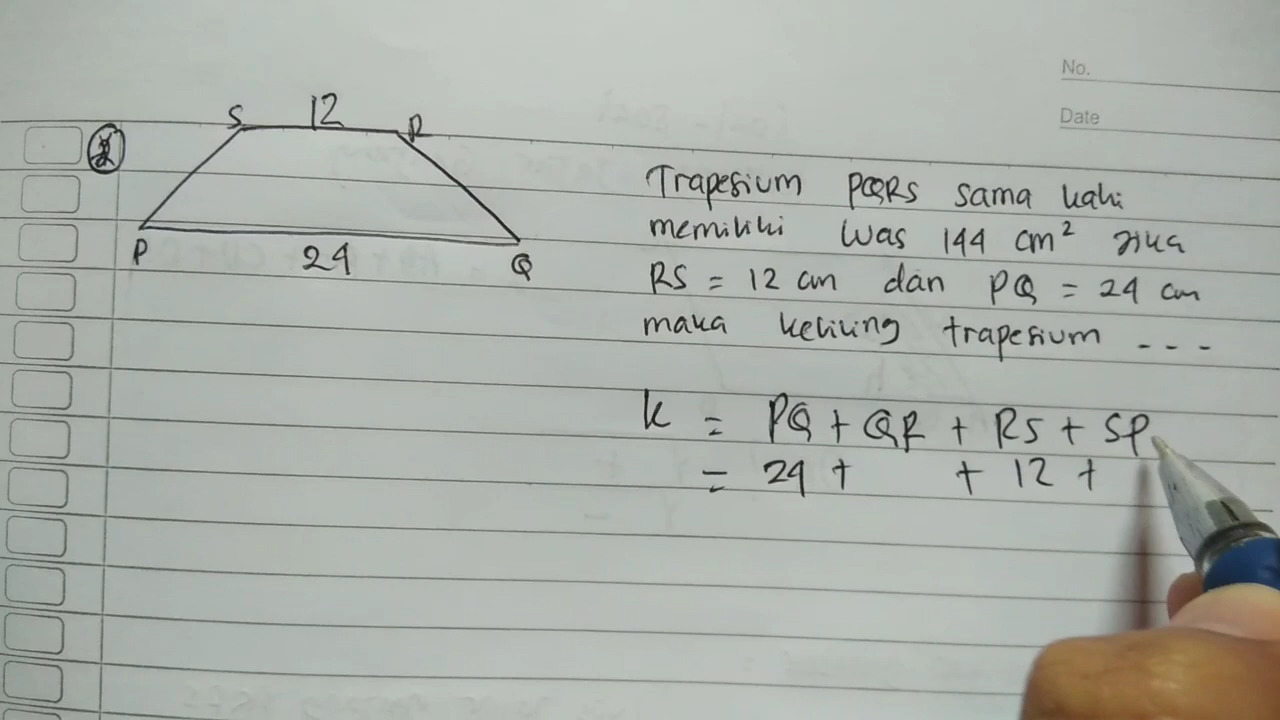 No.
Date
S 12 R
P 24 Q
Trapesium PQRS sama kaki
memiliki luas 144 cm² jika
RS = 12 cm dan PQ = 24 cm
maka keliling trapesium ---
K = PQ + QR + RS + SP
= 24 + + 12 +